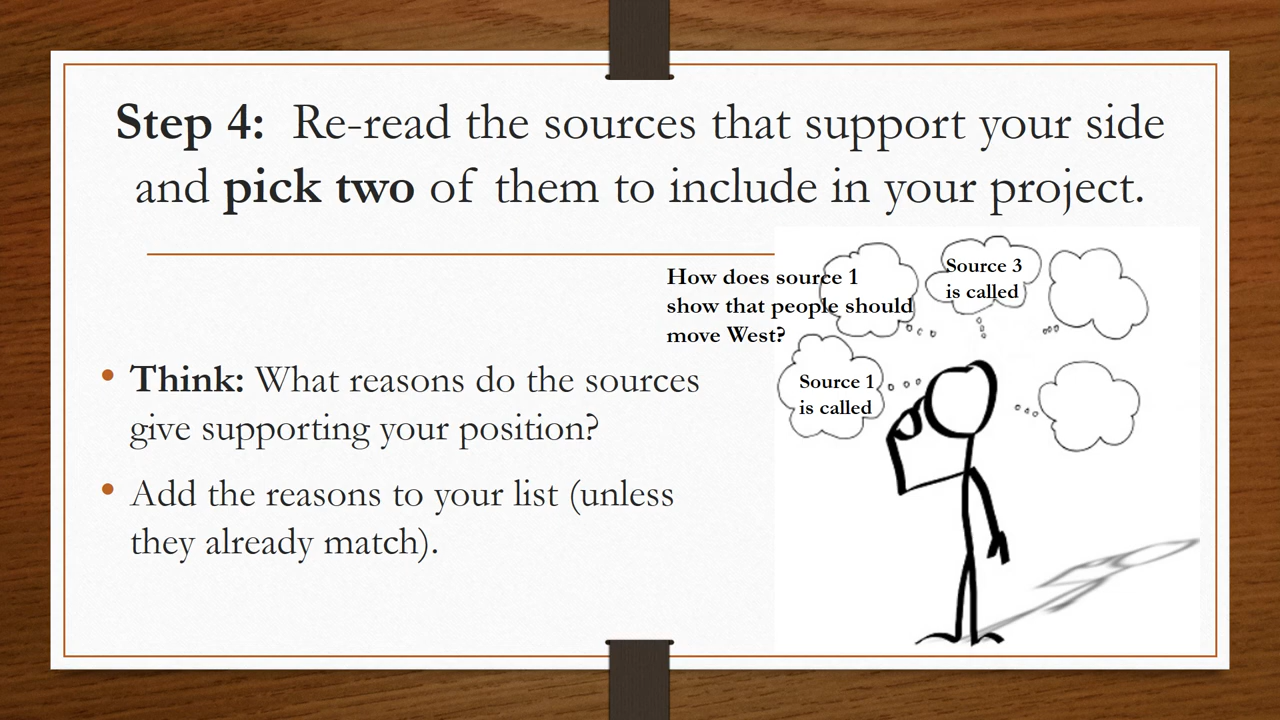 Step 4: Re-read the sources that support your side
and pick two of them to include in your project.
How does source 1
show that people should
move West?
Source 3
is called
Source 1
is called
• Think: What reasons do the sources
give supporting your position?
• Add the reasons to your list (unless
they already match).